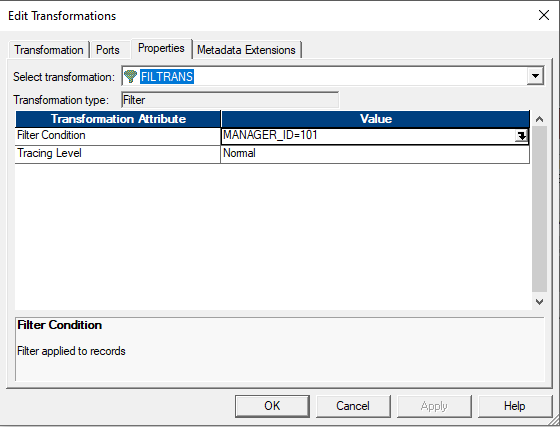 Edit Transformations
Transformation Ports Properties Metadata Extensions
Select transformation: FILTRANS
Transformation type: Filter
Transformation Attribute Value
Filter Condition MANAGER_ID=101
Tracing Level Normal
Filter Condition
Filter applied to records
OK Cancel Apply Help